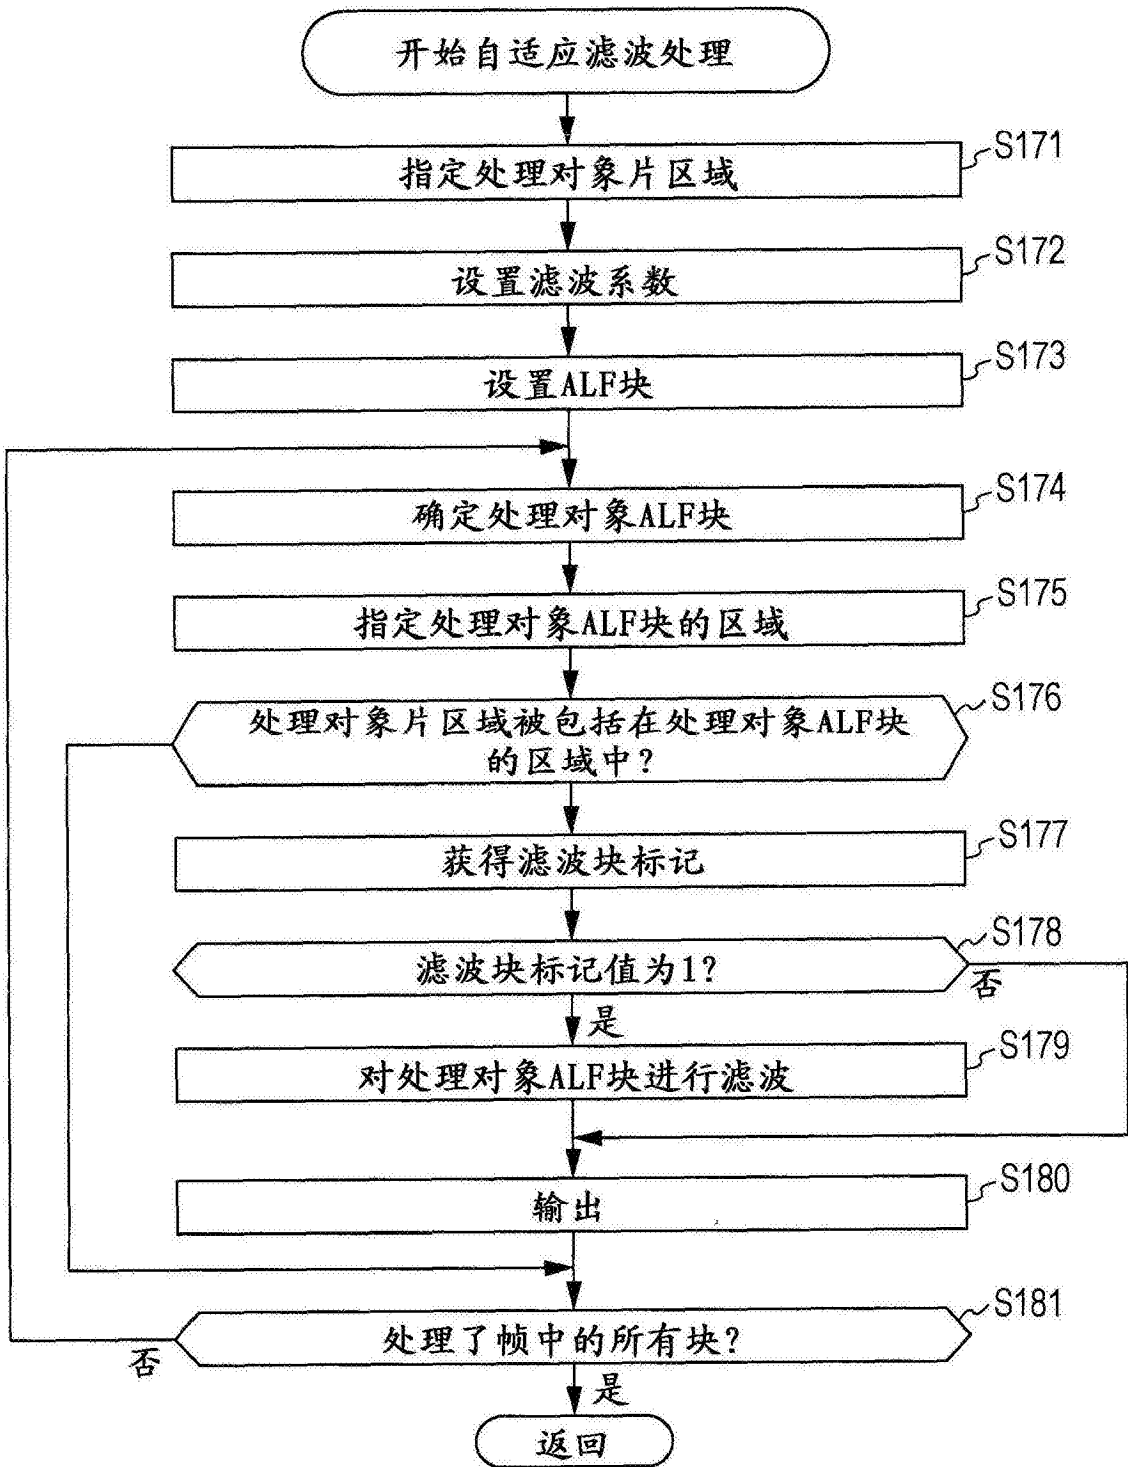 开始自适应滤波处理
S171
指定处理对象片区域
S172
设置滤波系数
S173
设置ALF块
S174
确定处理对象ALF块
S175
指定处理对象ALF块的区域
S176
处理对象片区域被包括在处理对象ALF块
的区域中?
S177
获得滤波块标记
S178
滤波块标记值为1?
否
是
S179
对处理对象ALF块进行滤波
S180
输出
S181
处理了帧中的所有块?
否
是
返回